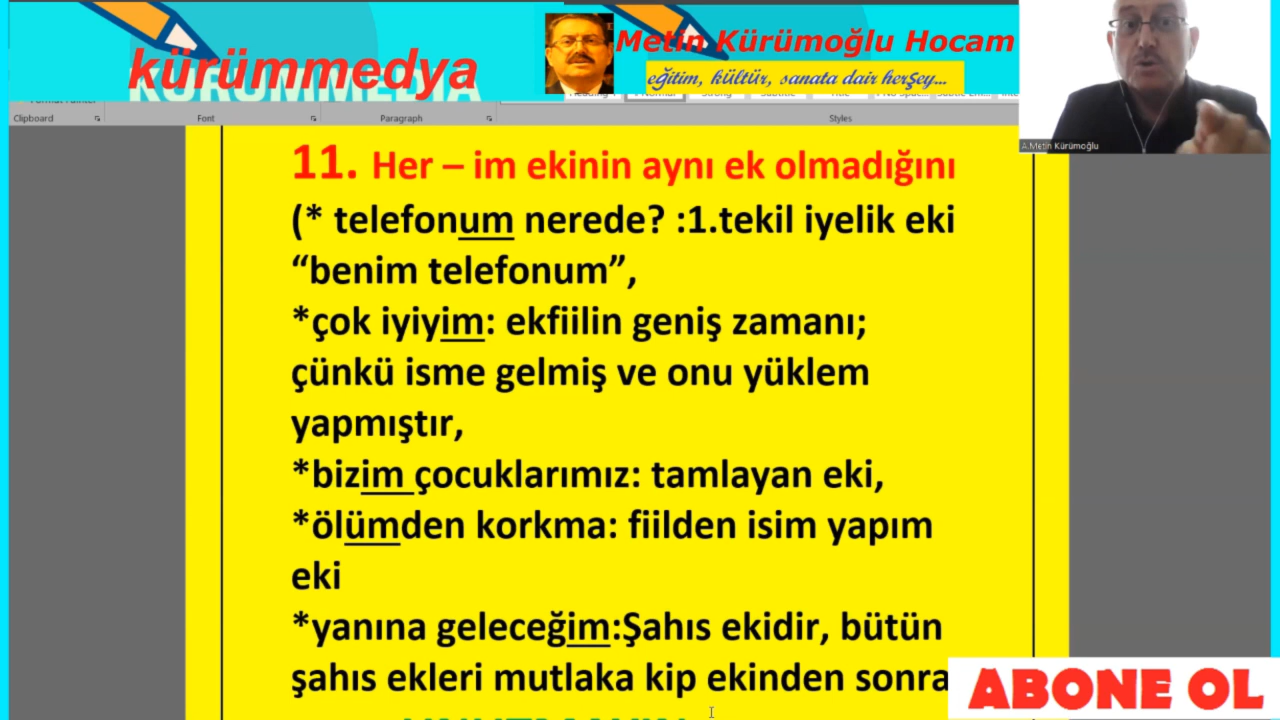 kürümmedya
Metin Kürümoğlu Hocam
eğitim, kültür, sanata dair herşey...
Clipboard Font Paragraph Styles
A.Metin Kürümoğlu
11. Her – im ekinin aynı ek olmadığını
(* telefonum nerede? :1.tekil iyelik eki
“benim telefonum”,
*çok iyiyim: ekfiilin geniş zamanı;
çünkü isme gelmiş ve onu yüklem
yapmıştır,
*bizim çocuklarımız: tamlayan eki,
*ölümden korkma: fiilden isim yapım
eki
*yanına geleceğim:Şahıs ekidir, bütün
şahıs ekleri mutlaka kip ekinden sonra
ABONE OL